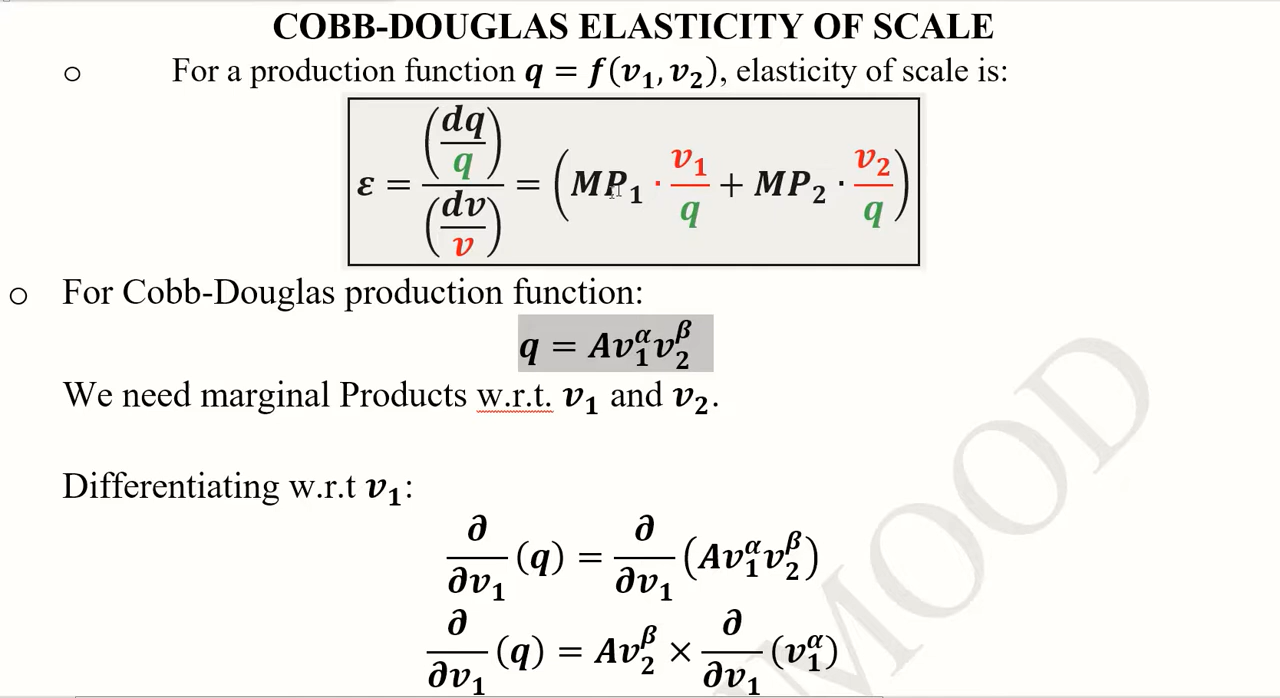 COBB-DOUGLAS ELASTICITY OF SCALE
○ For a production function q = f(v₁, v₂), elasticity of scale is:
ε = (dq/q) / (dv/v) = (MP₁ · v₁/q + MP₂ · v₂/q)
○ For Cobb-Douglas production function:
q = Av₁^α v₂^β
We need marginal Products w.r.t. v₁ and v₂.
Differentiating w.r.t v₁:
∂/∂v₁ (q) = ∂/∂v₁ (Av₁^α v₂^β)
∂/∂v₁ (q) = Av₂^β × ∂/∂v₁ (v₁^α)
MOOD